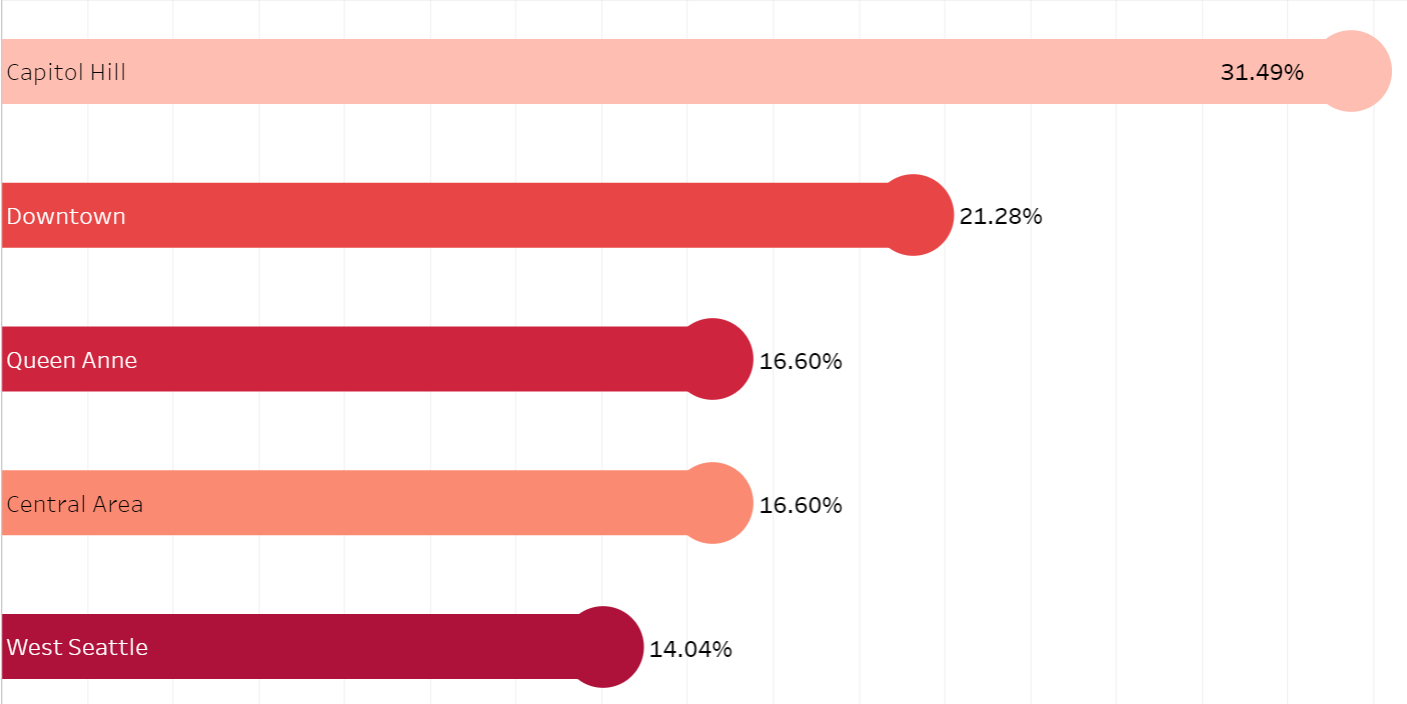 Capitol Hill 31.49%
Downtown 21.28%
Queen Anne 16.60%
Central Area 16.60%
West Seattle 14.04%